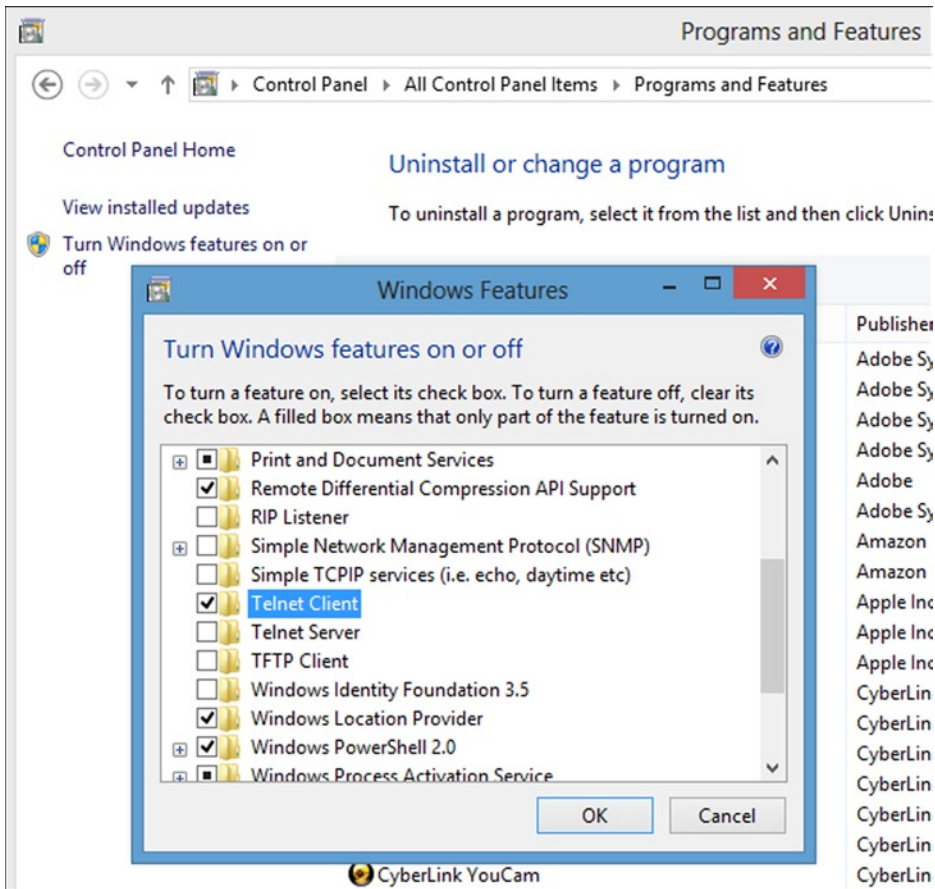 Programs and Features
Control Panel All Control Panel Items Programs and Features
Control Panel Home
View installed updates
Turn Windows features on or
off
Uninstall or change a program
To uninstall a program, select it from the list and then click Unins
Windows Features
Turn Windows features on or off
To turn a feature on, select its check box. To turn a feature off, clear its
check box. A filled box means that only part of the feature is turned on.
Print and Document Services
Remote Differential Compression API Support
RIP Listener
Simple Network Management Protocol (SNMP)
Simple TCPIP services (i.e. echo, daytime etc)
Telnet Client
Telnet Server
TFTP Client
Windows Identity Foundation 3.5
Windows Location Provider
Windows PowerShell 2.0
Windows Process Activation Service
OK Cancel
Publisher
Adobe Sy
Adobe Sy
Adobe Sy
Adobe Sy
Adobe
Adobe Sy
Amazon
Amazon
Apple Inc
Apple Inc
Apple Inc
CyberLin
CyberLin
CyberLin
CyberLin
CyberLin
CyberLin
CyberLink YouCam CyberLin